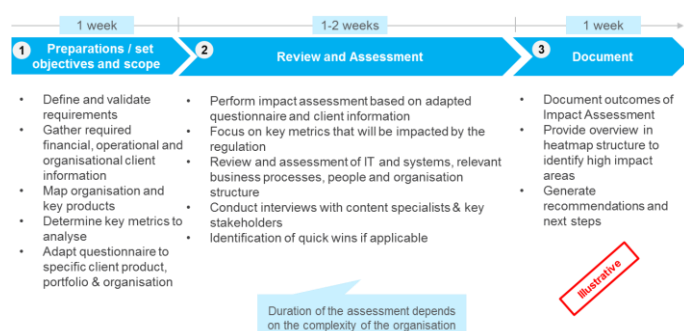 1 week
1-2 weeks
1 week
1
Preparations / set
objectives and scope
2
Review and Assessment
3
Document
• Define and validate
requirements
• Gather required
financial, operational and
organisational client
information
• Map organisation and
key products
• Determine key metrics to
analyse
• Adapt questionnaire to
specific client product,
portfolio & organisation
• Perform impact assessment based on adapted
questionnaire and client information
• Focus on key metrics that will be impacted by the
regulation
• Review and assessment of IT and systems, relevant
business processes, people and organisation
structure
• Conduct interviews with content specialists & key
stakeholders
• Identification of quick wins if applicable
• Document outcomes of
Impact Assessment
• Provide overview in
heatmap structure to
identify high impact
areas
• Generate
recommendations and
next steps
Illustrative
Duration of the assessment depends
on the complexity of the organisation